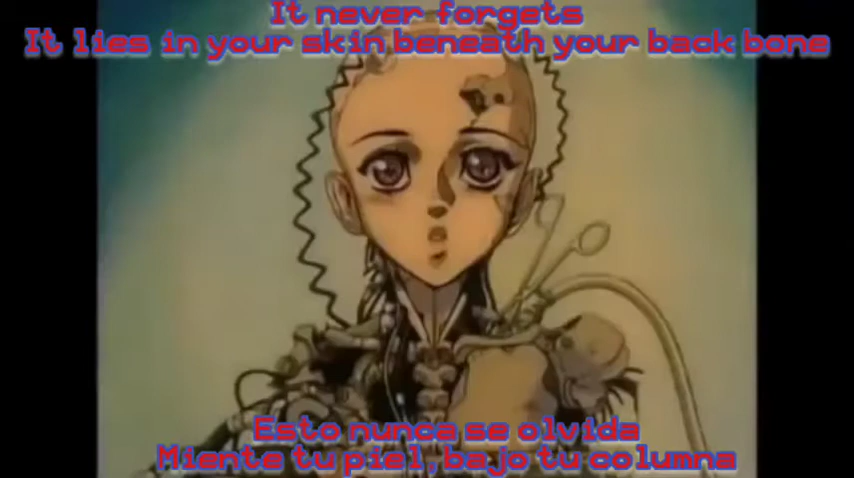 It never forgets
It lies in your skin beneath your back bone
Esto nunca se olvida
Miente tu piel, bajo tu columna